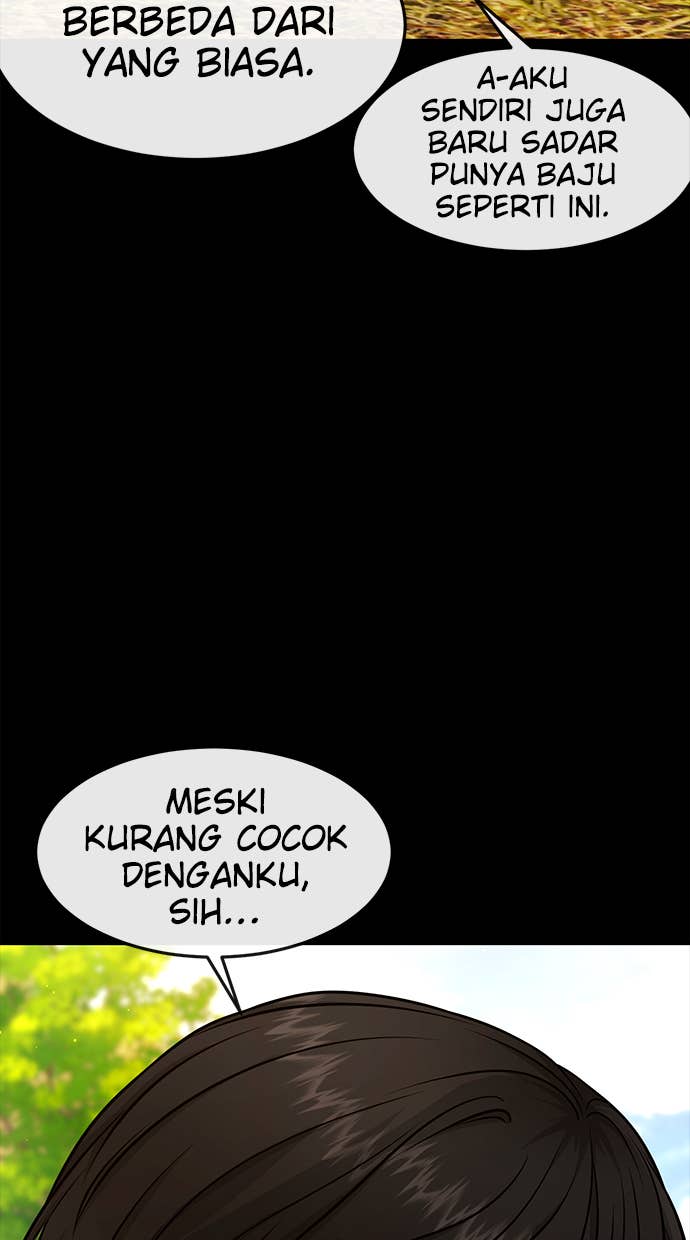 BERBEDA DARI
YANG BIASA.
A-AKU
SENDIRI JUGA
BARU SADAR
PUNYA BAJU
SEPERTI INI.
MESKI
KURANG COCOK
DENGANKU,
SIH...